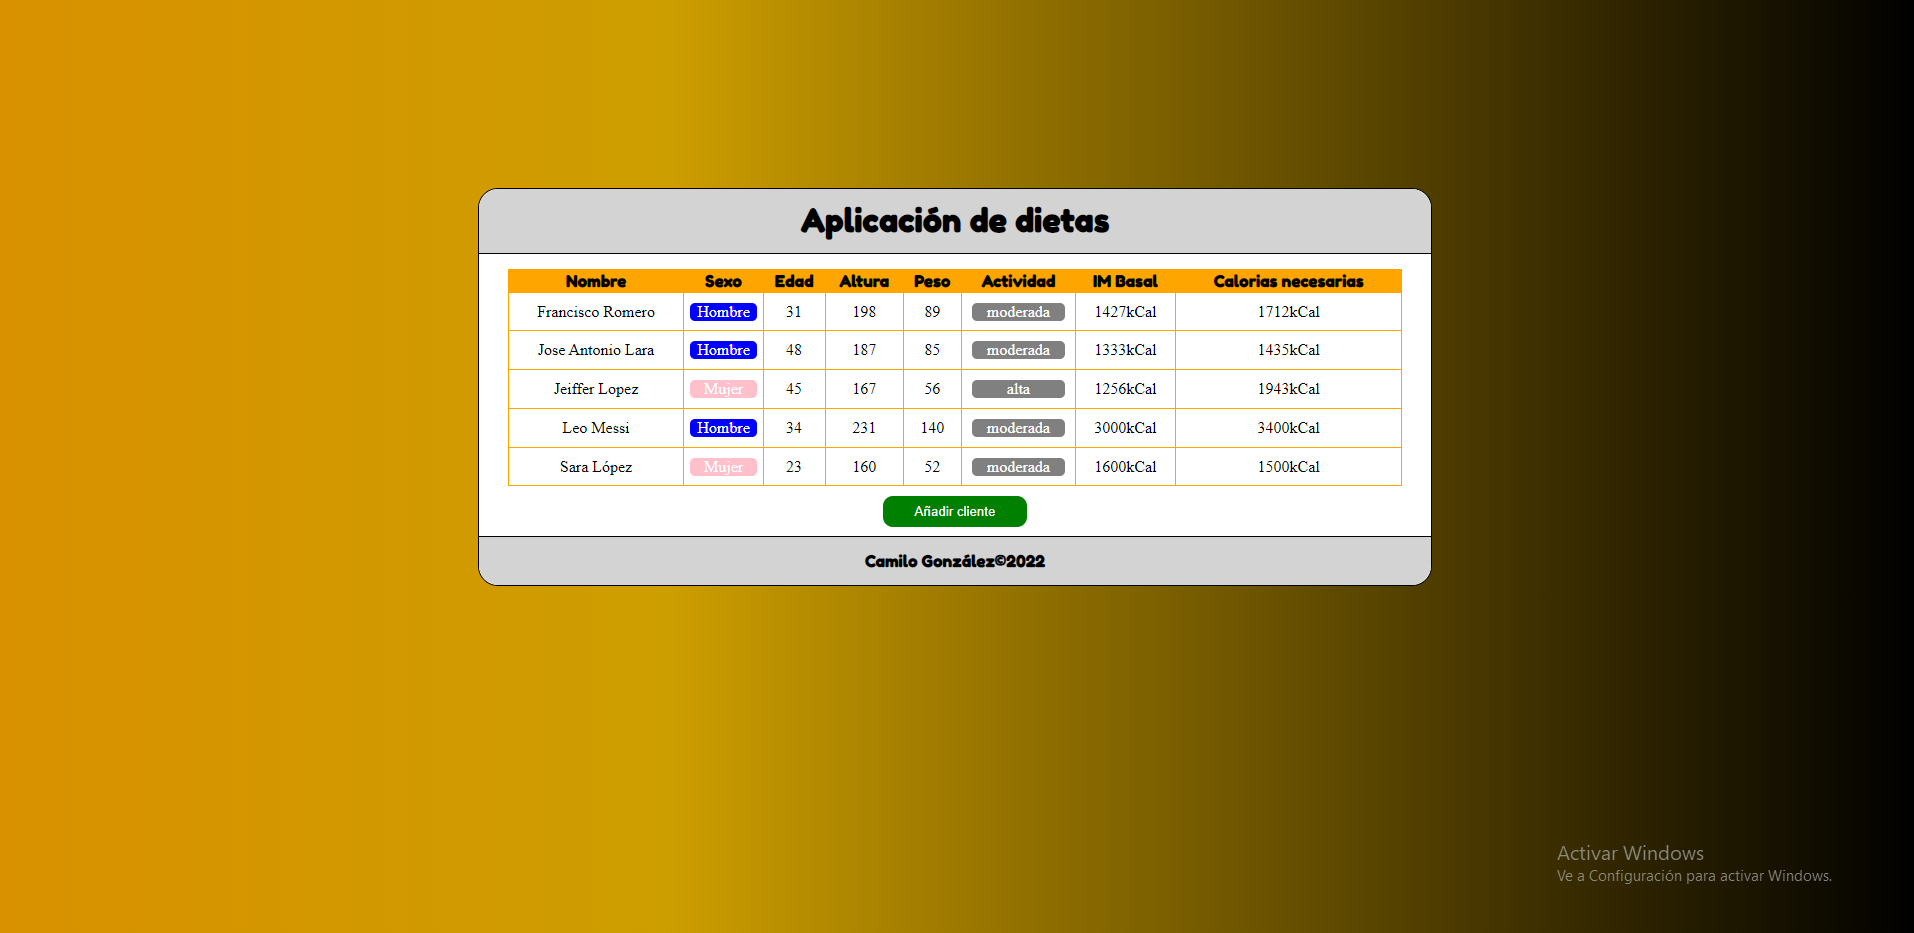 Aplicación de dietas
Nombre Sexo Edad Altura Peso Actividad IM Basal Calorias necesarias
Francisco Romero Hombre 31 198 89 moderada 1427kCal 1712kCal
Jose Antonio Lara Hombre 48 187 85 moderada 1333kCal 1435kCal
Jeiffer Lopez Mujer 45 167 56 alta 1256kCal 1943kCal
Leo Messi Hombre 34 231 140 moderada 3000kCal 3400kCal
Sara López Mujer 23 160 52 moderada 1600kCal 1500kCal
Añadir cliente
Camilo González©2022
Activar Windows
Ve a Configuración para activar Windows.